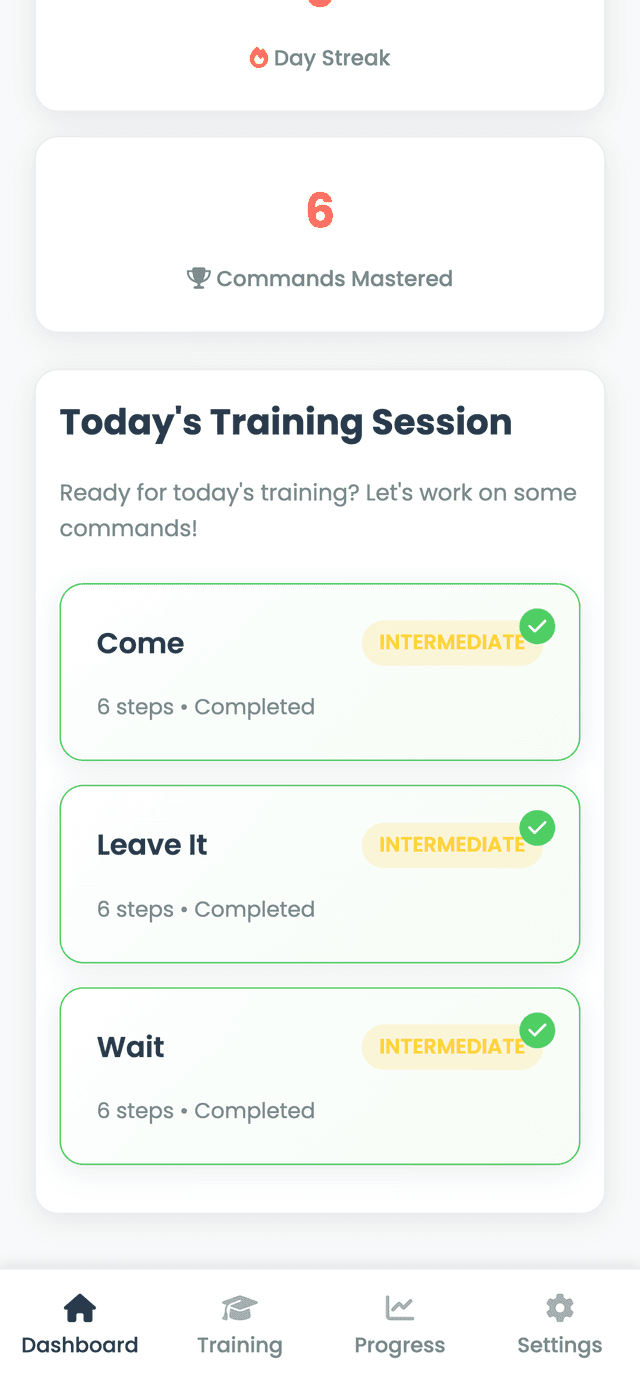 Day Streak
6
Commands Mastered
Today's Training Session
Ready for today's training? Let's work on some
commands!
Come
INTERMEDIATE
6 steps • Completed
Leave It
INTERMEDIATE
6 steps • Completed
Wait
INTERMEDIATE
6 steps • Completed
Dashboard
Training
Progress
Settings